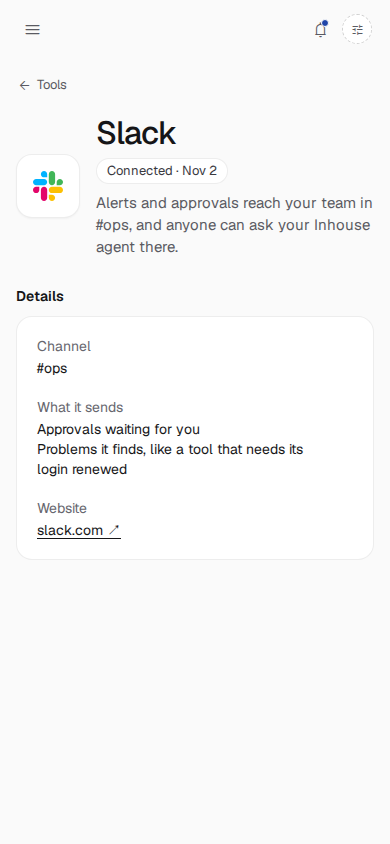 Tools
Slack
Connected · Nov 2
Alerts and approvals reach your team in
#ops, and anyone can ask your Inhouse
agent there.
Details
Channel
#ops
What it sends
Approvals waiting for you
Problems it finds, like a tool that needs its
login renewed
Website
slack.com ↗